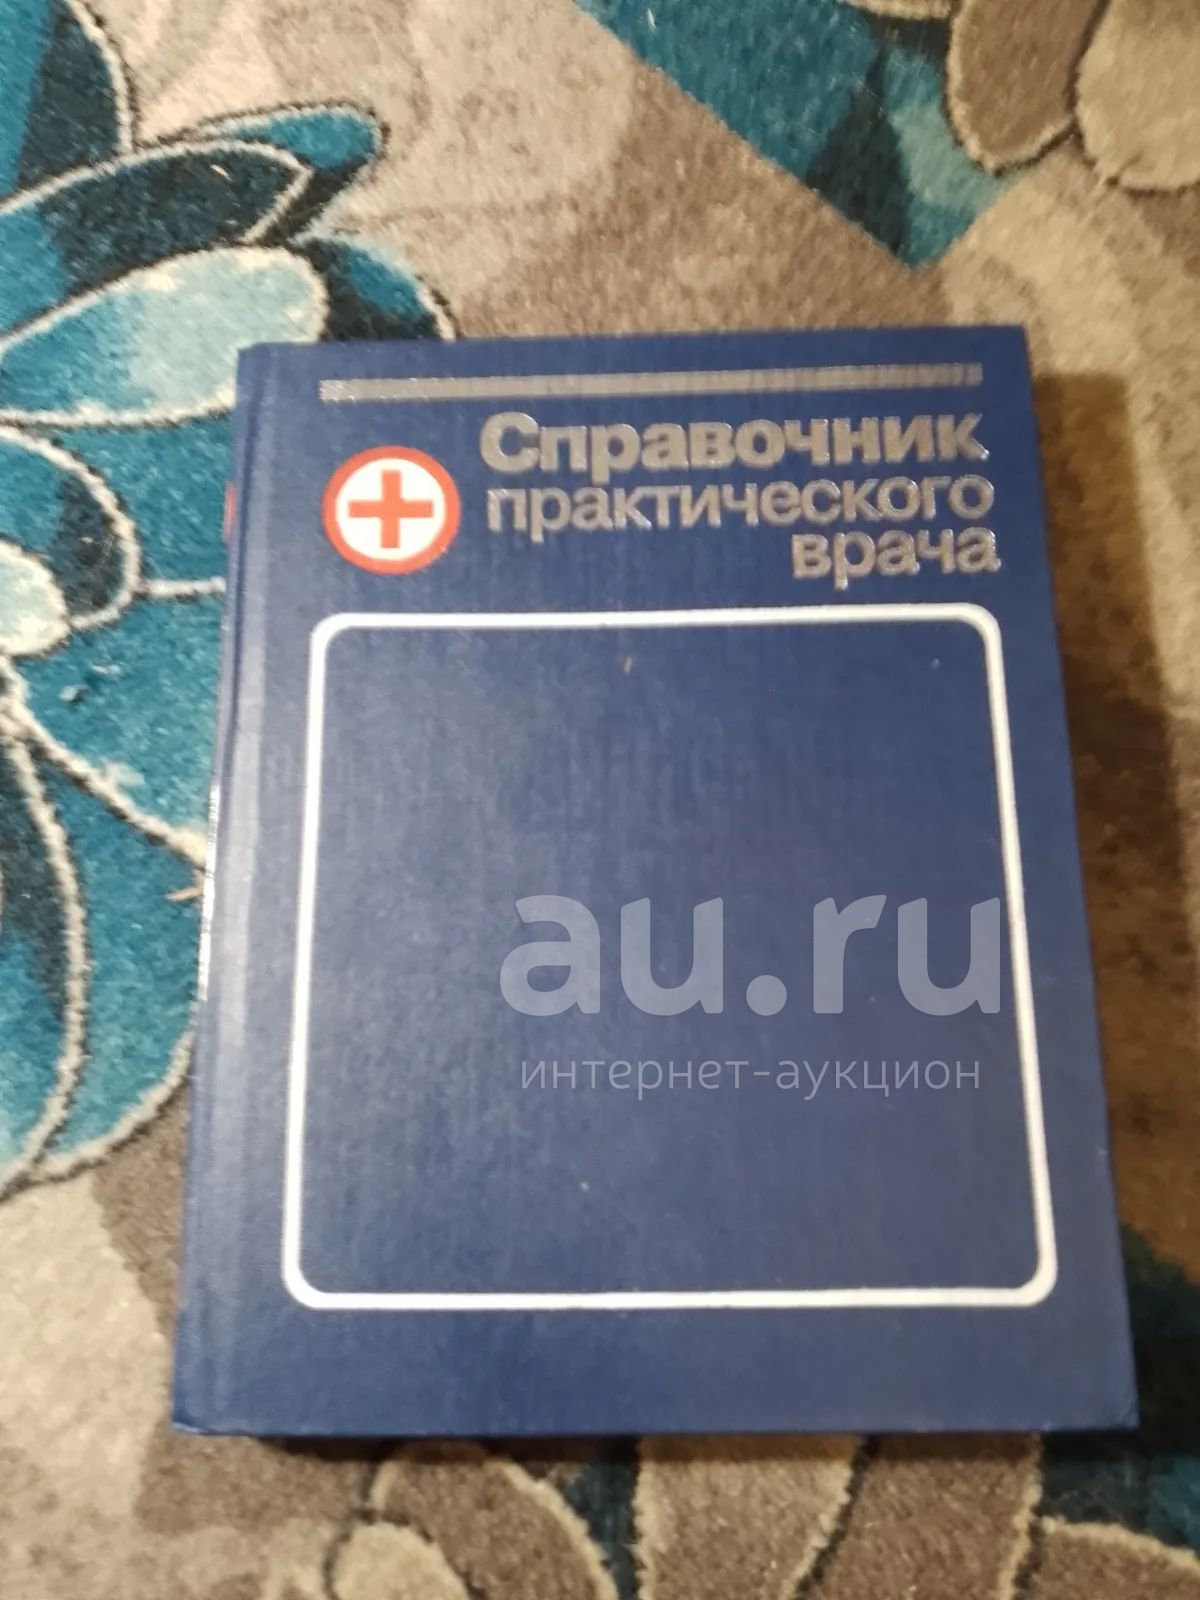 Справочник
практического
врача
au.ru
интернет-аукцион